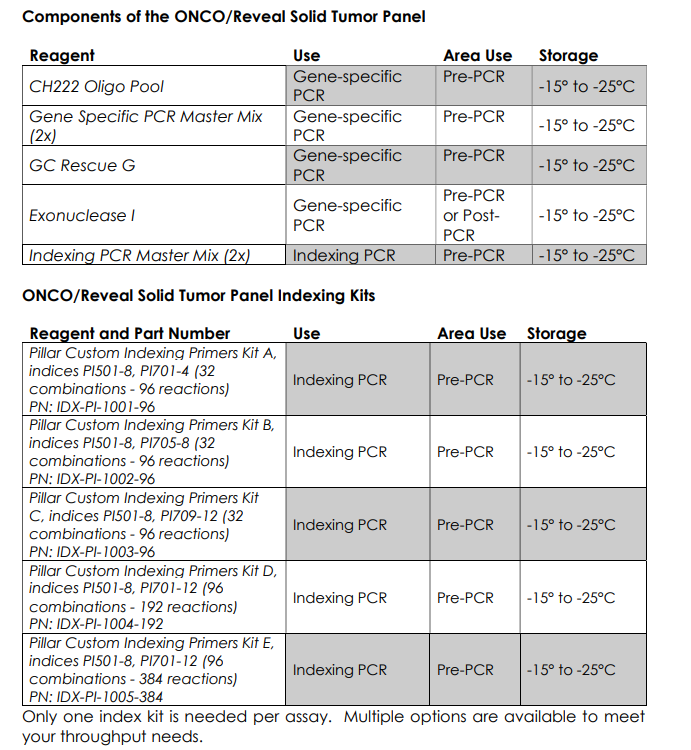 Components of the ONCO/Reveal Solid Tumor Panel
Reagent Use Area Use Storage
CH222 Oligo Pool Gene-specific PCR Pre-PCR -15° to -25°C
Gene Specific PCR Master Mix (2x) Gene-specific PCR Pre-PCR -15° to -25°C
GC Rescue G Gene-specific PCR Pre-PCR -15° to -25°C
Exonuclease I Gene-specific PCR Pre-PCR or Post-PCR -15° to -25°C
Indexing PCR Master Mix (2x) Indexing PCR Pre-PCR -15° to -25°C
ONCO/Reveal Solid Tumor Panel Indexing Kits
Reagent and Part Number Use Area Use Storage
Pillar Custom Indexing Primers Kit A,
indices PI501-8, PI701-4 (32
combinations - 96 reactions)
PN: IDX-PI-1001-96
Indexing PCR Pre-PCR -15° to -25°C
Pillar Custom Indexing Primers Kit B,
indices PI501-8, PI705-8 (32
combinations - 96 reactions)
PN: IDX-PI-1002-96
Indexing PCR Pre-PCR -15° to -25°C
Pillar Custom Indexing Primers Kit
C, indices PI501-8, PI709-12 (32
combinations - 96 reactions)
PN: IDX-PI-1003-96
Indexing PCR Pre-PCR -15° to -25°C
Pillar Custom Indexing Primers Kit D,
indices PI501-8, PI701-12 (96
combinations - 192 reactions)
PN: IDX-PI-1004-192
Indexing PCR Pre-PCR -15° to -25°C
Pillar Custom Indexing Primers Kit E,
indices PI501-8, PI701-12 (96
combinations - 384 reactions)
PN: IDX-PI-1005-384
Indexing PCR Pre-PCR -15° to -25°C
Only one index kit is needed per assay. Multiple options are available to meet
your throughput needs.